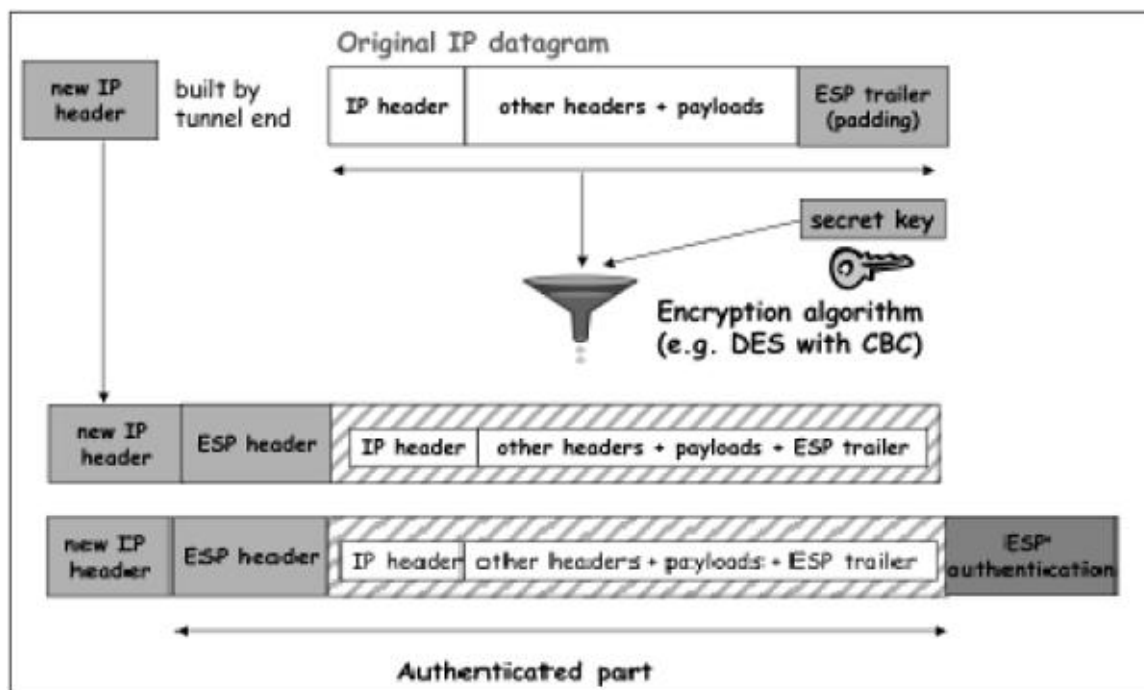 Original IP datagram
new IP
header
built by
tunnel end
IP header
other headers + payloads
ESP trailer
(padding)
secret key
Encryption algorithm
(e.g. DES with CBC)
new IP
header
ESP header
IP header
other headers + payloads + ESP trailer
new IP
header
ESP header
IP header
other headers + payloads + ESP trailer
ESP
authentication
Authenticated part